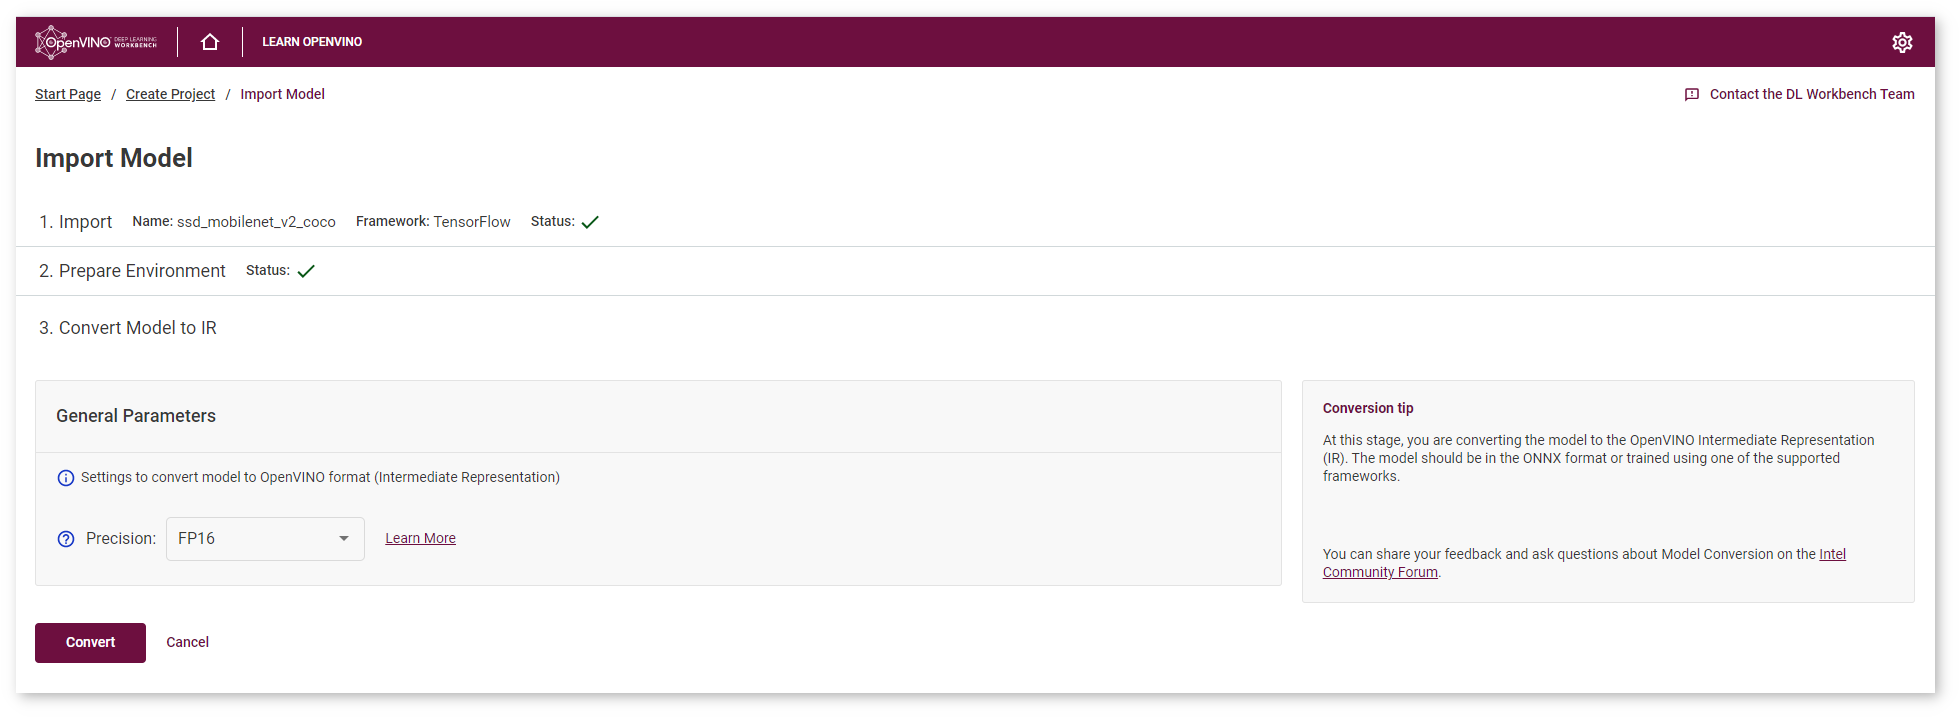 OpenVINO DEEP LEARNING WORKBENCH
LEARN OPENVINO
Start Page / Create Project / Import Model
Contact the DL Workbench Team
Import Model
1. Import Name: ssd_mobilenet_v2_coco Framework: TensorFlow Status:
2. Prepare Environment Status:
3. Convert Model to IR
General Parameters
Settings to convert model to OpenVINO format (Intermediate Representation)
Precision: FP16 Learn More
Conversion tip
At this stage, you are converting the model to the OpenVINO Intermediate Representation
(IR). The model should be in the ONNX format or trained using one of the supported
frameworks.
You can share your feedback and ask questions about Model Conversion on the Intel
Community Forum.
Convert Cancel